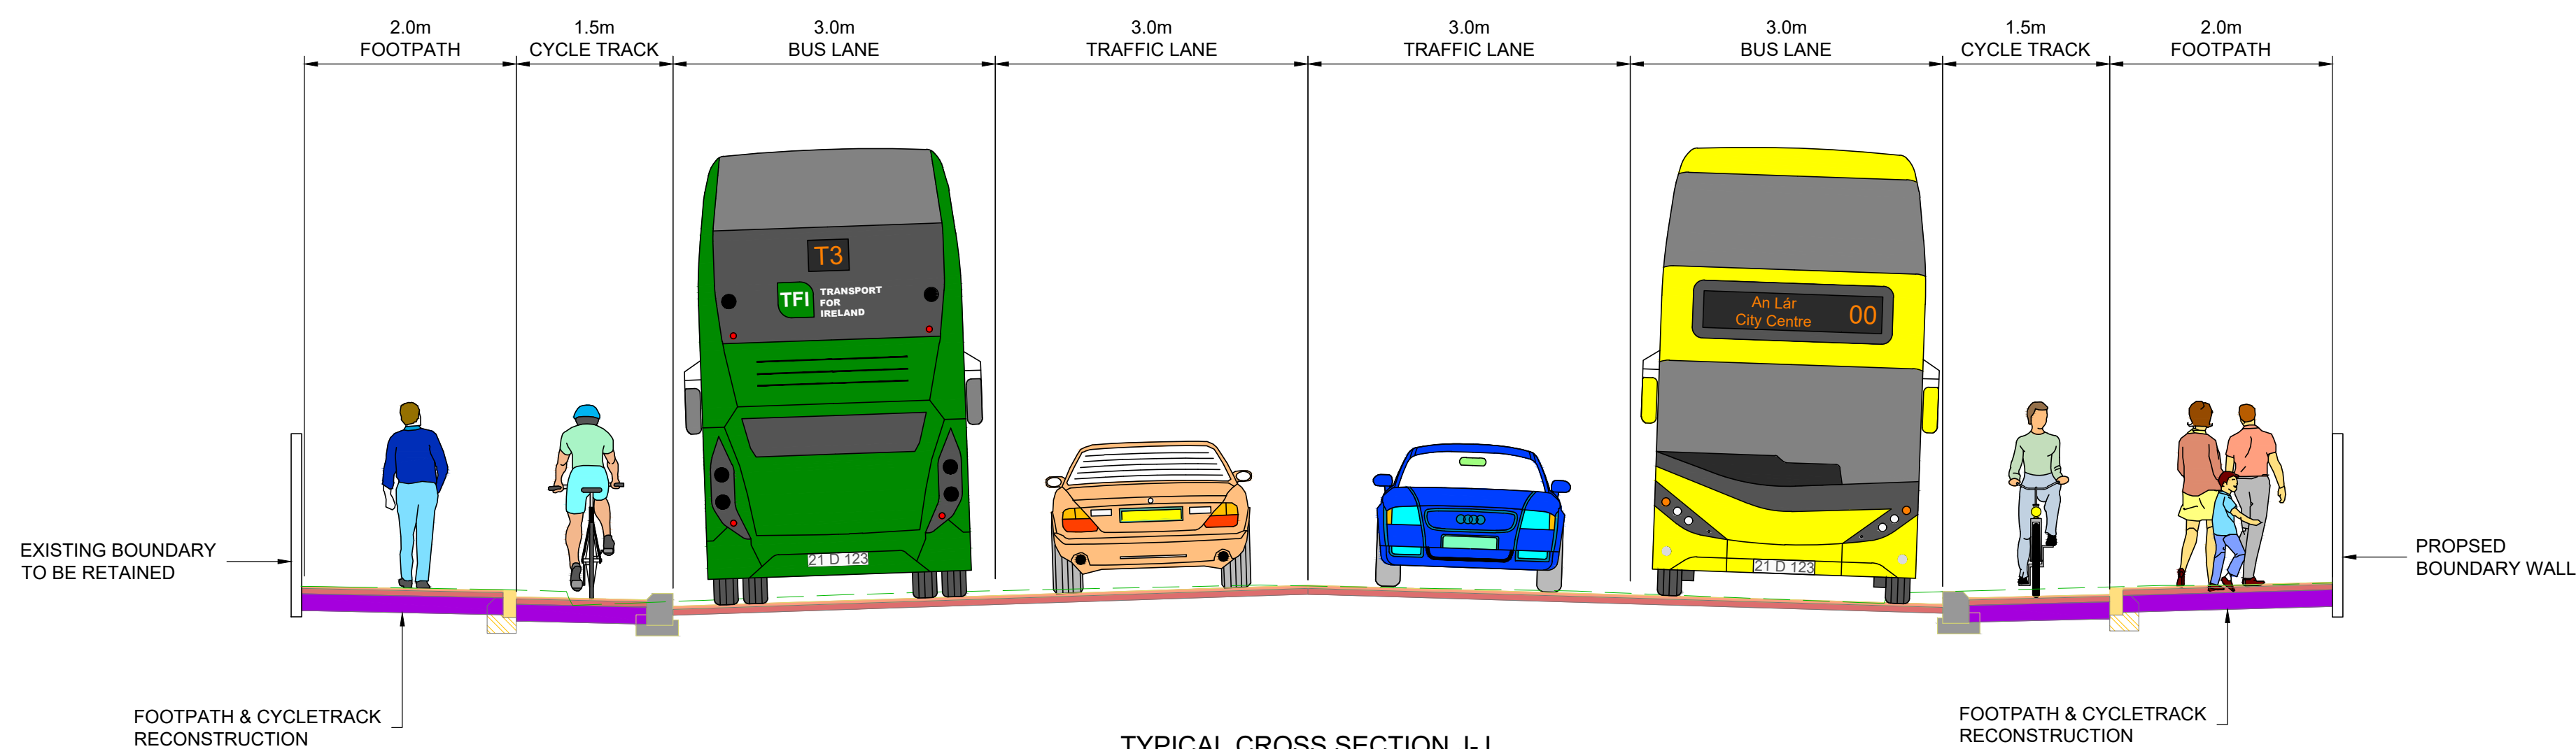 2.0m
FOOTPATH
1.5m
CYCLE TRACK
3.0m
BUS LANE
3.0m
TRAFFIC LANE
3.0m
TRAFFIC LANE
3.0m
BUS LANE
1.5m
CYCLE TRACK
2.0m
FOOTPATH
T3
TFI
TRANSPORT
FOR
IRELAND
21 D 123
An Lár
City Centre
00
21 D 123
EXISTING BOUNDARY
TO BE RETAINED
PROPSED
BOUNDARY WALL
FOOTPATH & CYCLETRACK
RECONSTRUCTION
FOOTPATH & CYCLETRACK
RECONSTRUCTION
TYPICAL CROSS SECTION